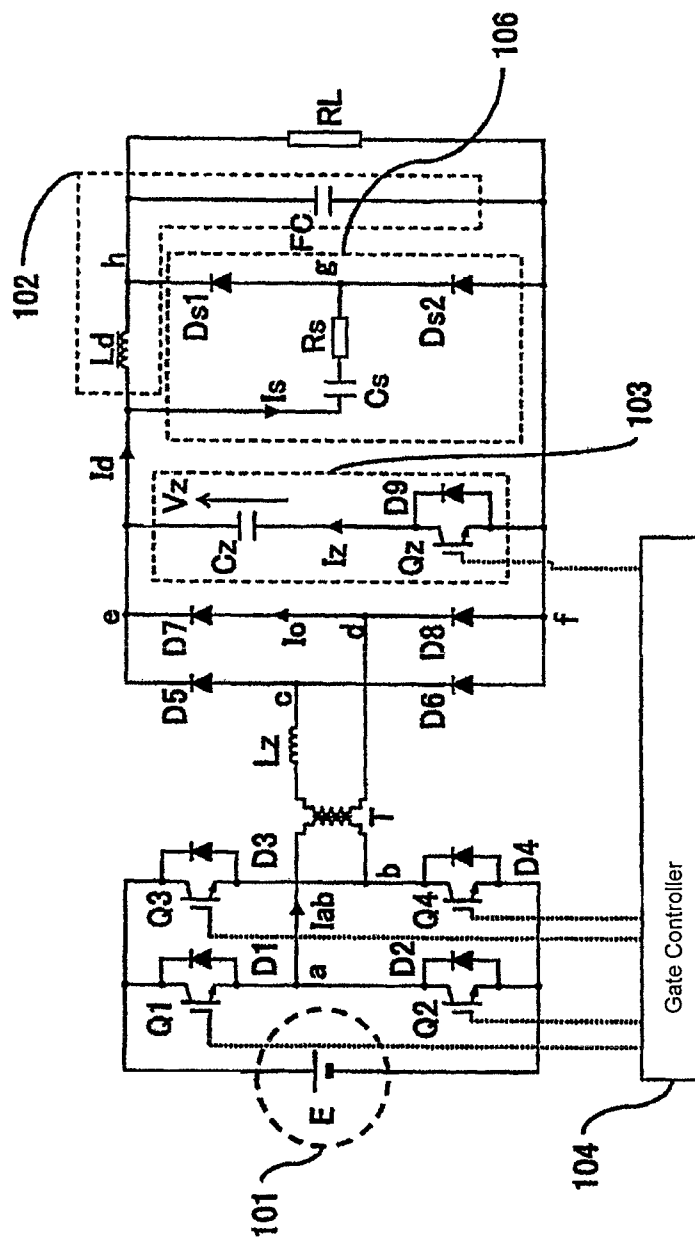 102
106
Ld
h
FC
RL
Ds1
g
Rs
Is
Cs
Ds2
Id
103
Vz
Cz
Iz
D9
Qz
e
D7
Io
d
D8
f
D5
c
D6
Lz
T
Q3
D3
Iab
b
Q4
D4
Q1
D1
a
D2
Q2
E
101
104
Gate Controller